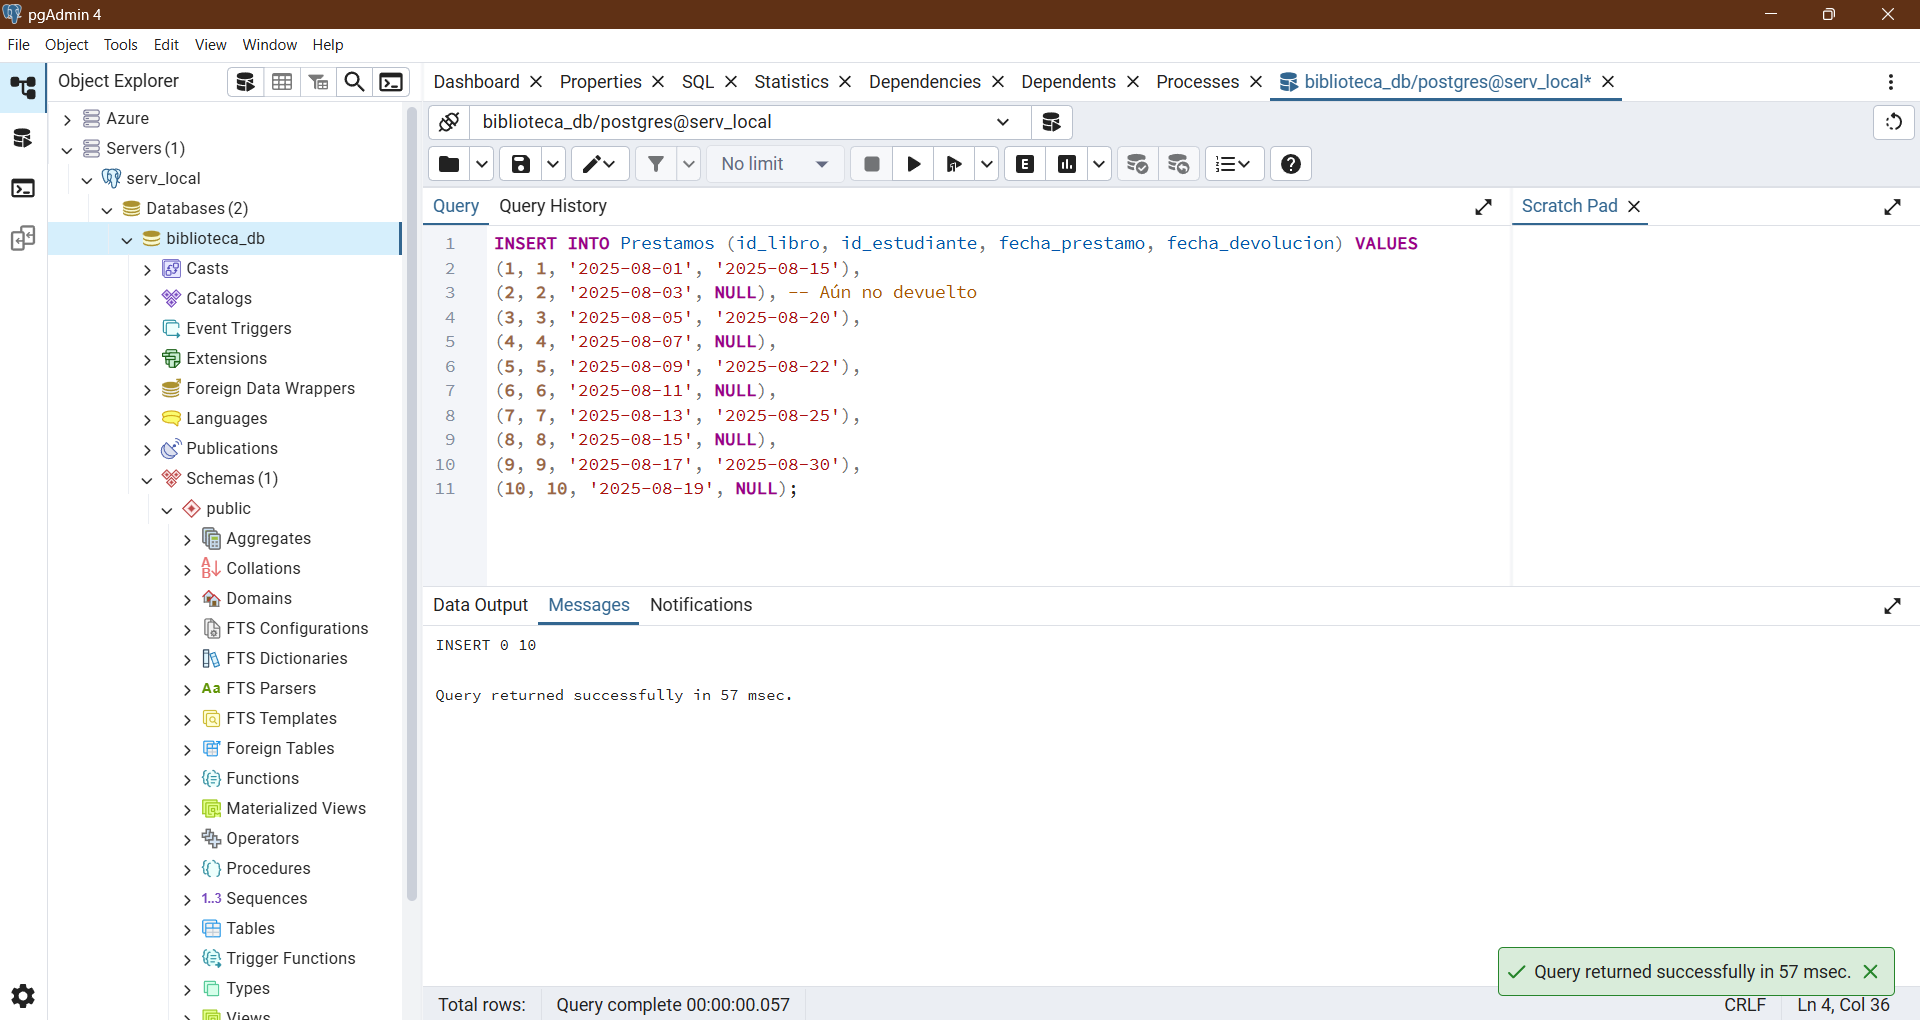 pgAdmin 4
File Object Tools Edit View Window Help
Object Explorer
Dashboard Properties SQL Statistics Dependencies Dependents Processes biblioteca_db/postgres@serv_local*
Azure
Servers (1)
serv_local
Databases (2)
biblioteca_db
Casts
Catalogs
Event Triggers
Extensions
Foreign Data Wrappers
Languages
Publications
Schemas (1)
public
Aggregates
Collations
Domains
FTS Configurations
FTS Dictionaries
Aa FTS Parsers
FTS Templates
Foreign Tables
Functions
Materialized Views
Operators
Procedures
1..3 Sequences
Tables
Trigger Functions
Types
Views
biblioteca_db/postgres@serv_local
No limit
E
Query Query History
Scratch Pad
1 INSERT INTO Prestamos (id_libro, id_estudiante, fecha_prestamo, fecha_devolucion) VALUES
2 (1, 1, '2025-08-01', '2025-08-15'),
3 (2, 2, '2025-08-03', NULL), -- Aún no devuelto
4 (3, 3, '2025-08-05', '2025-08-20'),
5 (4, 4, '2025-08-07', NULL),
6 (5, 5, '2025-08-09', '2025-08-22'),
7 (6, 6, '2025-08-11', NULL),
8 (7, 7, '2025-08-13', '2025-08-25'),
9 (8, 8, '2025-08-15', NULL),
10 (9, 9, '2025-08-17', '2025-08-30'),
11 (10, 10, '2025-08-19', NULL);
Data Output Messages Notifications
INSERT 0 10
Query returned successfully in 57 msec.
Query returned successfully in 57 msec.
Total rows: Query complete 00:00:00.057 CRLF Ln 4, Col 36